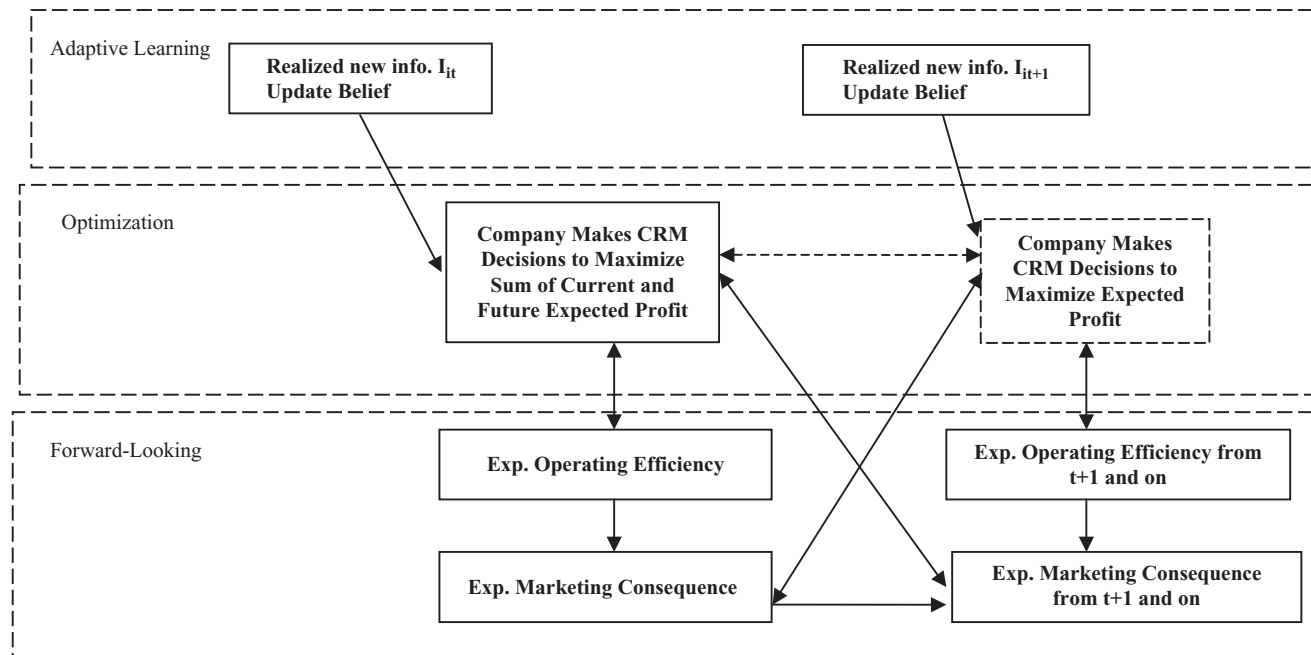 Adaptive Learning
Realized new info. I_it
Update Belief
Realized new info. I_it+1
Update Belief
Optimization
Company Makes CRM
Decisions to Maximize
Sum of Current and
Future Expected Profit
Company Makes
CRM Decisions to
Maximize Expected
Profit
Forward-Looking
Exp. Operating Efficiency
Exp. Operating Efficiency from
t+1 and on
Exp. Marketing Consequence
Exp. Marketing Consequence
from t+1 and on